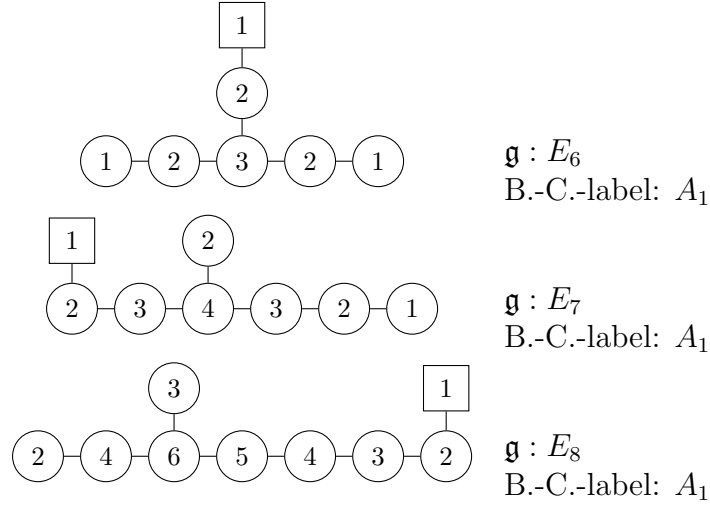 1
2
1 2 3 2 1
𝔤 : E₆
B.-C.-label: A₁
1 2
2 3 4 3 2 1
𝔤 : E₇
B.-C.-label: A₁
3 1
2 4 6 5 4 3 2
𝔤 : E₈
B.-C.-label: A₁